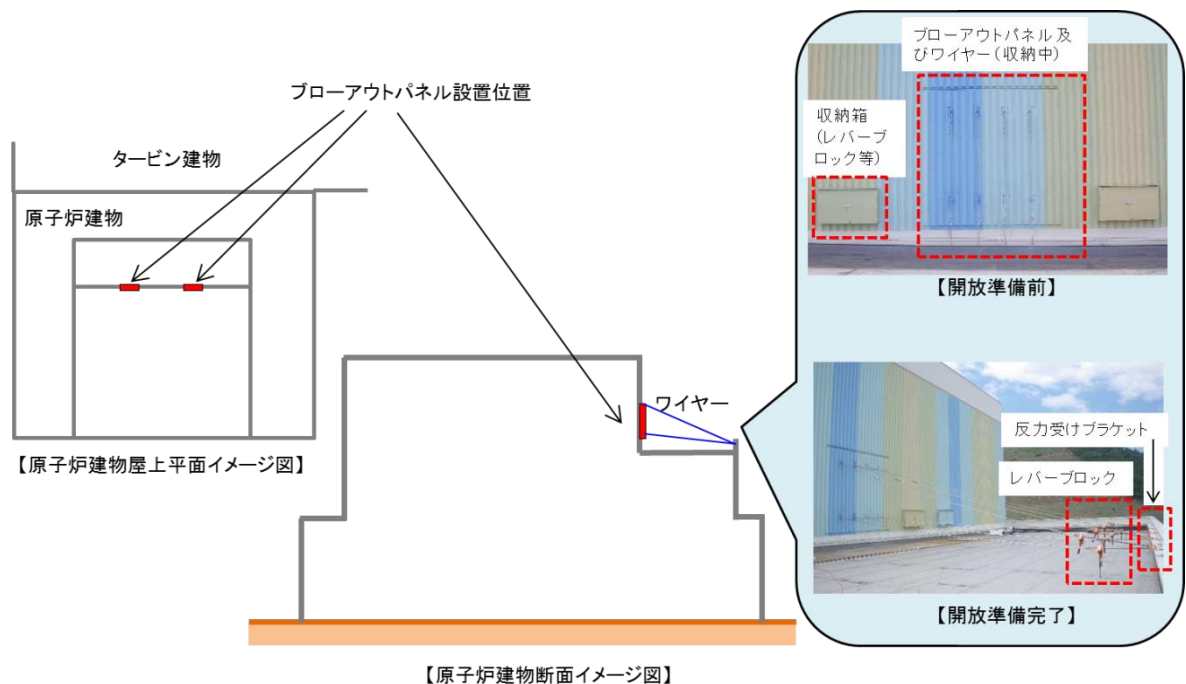 ブローアウトパネル設置位置
タービン建物
原子炉建物
【原子炉建物屋上平面イメージ図】
ワイヤー
【原子炉建物断面イメージ図】
ブローアウトパネル及
びワイヤー(収納中)
収納箱
(レバーブ
ロック等)
【開放準備前】
反力受けブラケット
レバーブロック
【開放準備完了】